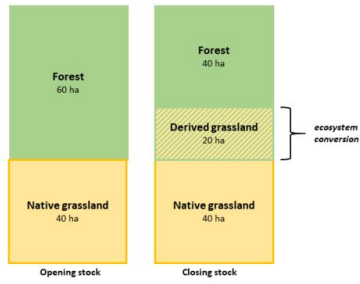 Forest
60 ha
Native grassland
40 ha
Opening stock
Forest
40 ha
Derived grassland
20 ha
Native grassland
40 ha
Closing stock
ecosystem
conversion